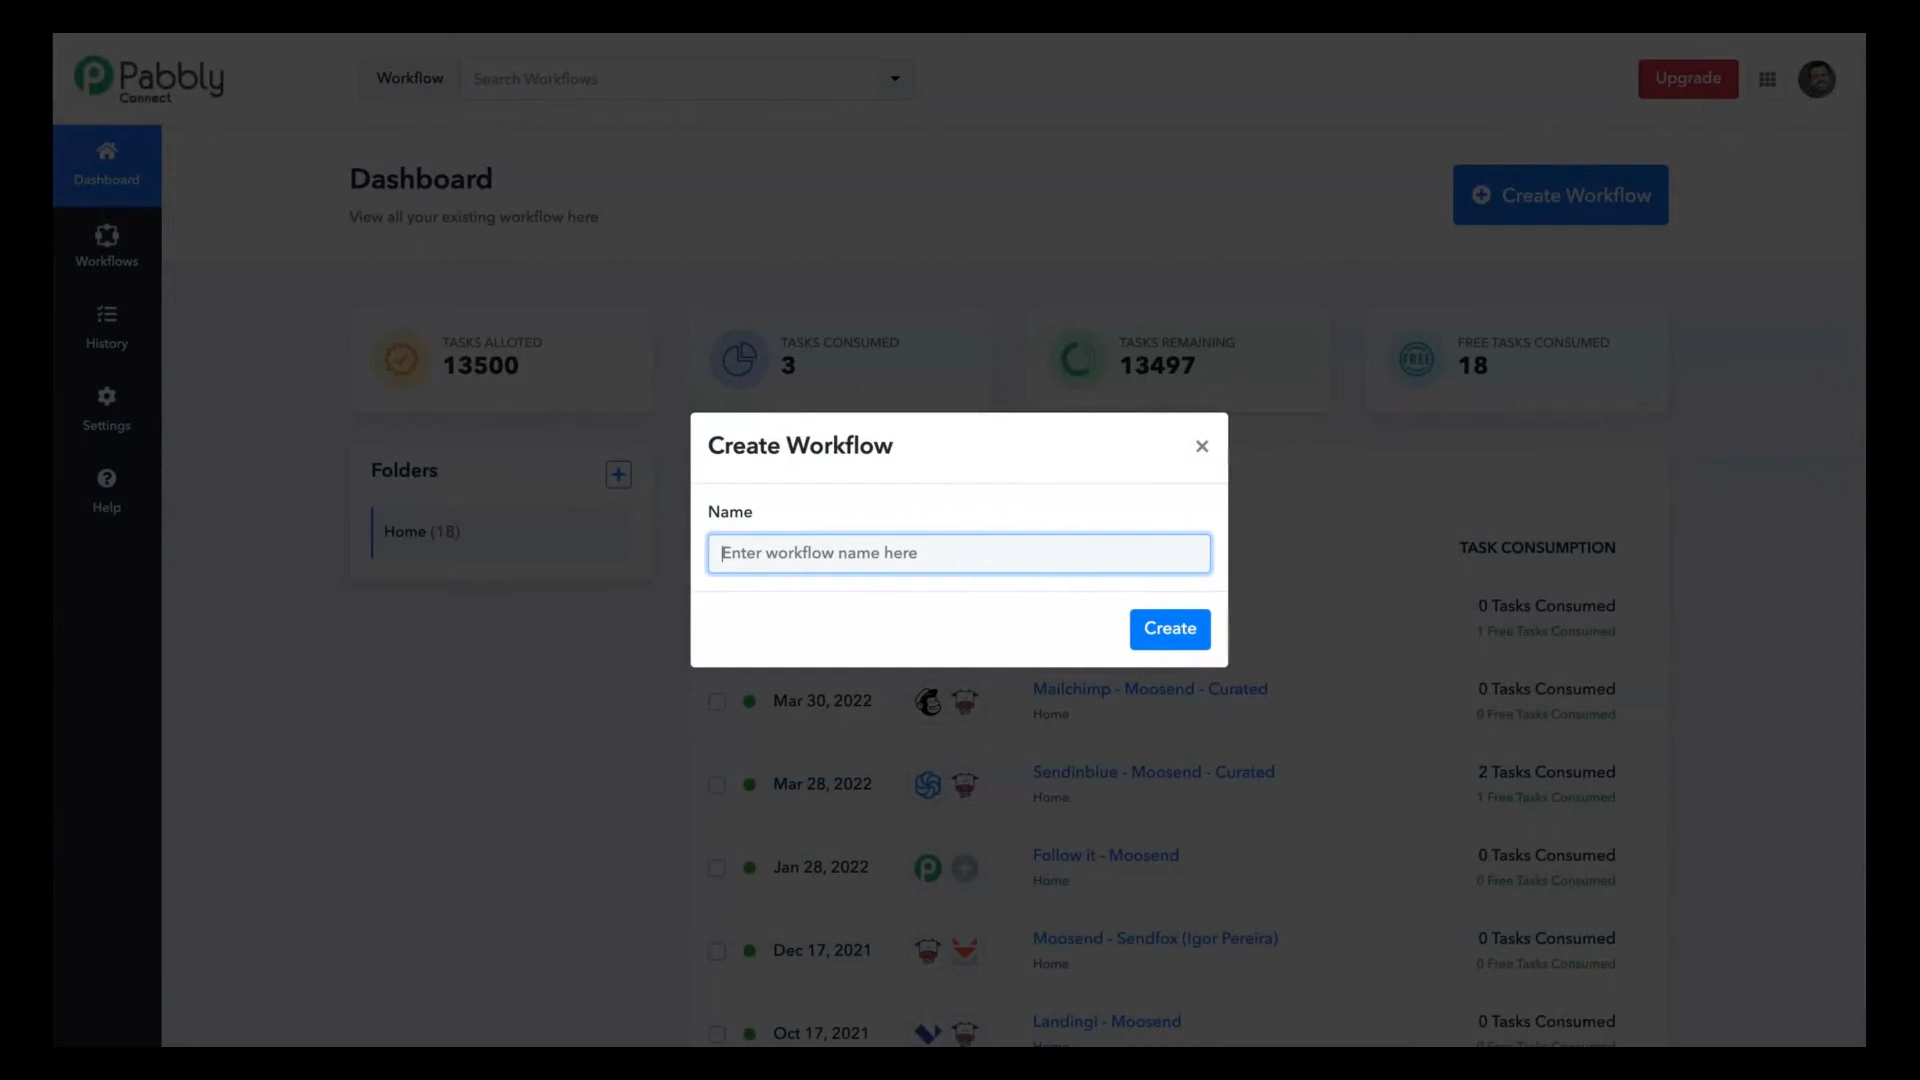 Pabbly
Connect
Workflow
Search Workflows
Upgrade
Dashboard
Workflows
History
Settings
Help
Dashboard
View all your existing workflow here
Create Workflow
TASKS ALLOTED
13500
TASKS CONSUMED
3
TASKS REMAINING
13497
FREE TASKS CONSUMED
FREE
18
Folders
Home (18)
Create Workflow
×
Name
Enter workflow name here
Create
TASK CONSUMPTION
0 Tasks Consumed
1 Free Tasks Consumed
Mar 30, 2022
Mailchimp - Moosend - Curated
Home
0 Tasks Consumed
0 Free Tasks Consumed
Mar 28, 2022
Sendinblue - Moosend - Curated
Home
2 Tasks Consumed
1 Free Tasks Consumed
Jan 28, 2022
Follow it - Moosend
Home
0 Tasks Consumed
0 Free Tasks Consumed
Dec 17, 2021
Moosend - Sendfox (Igor Pereira)
Home
0 Tasks Consumed
0 Free Tasks Consumed
Oct 17, 2021
Landingi - Moosend
Home
0 Tasks Consumed
0 Free Tasks Consumed